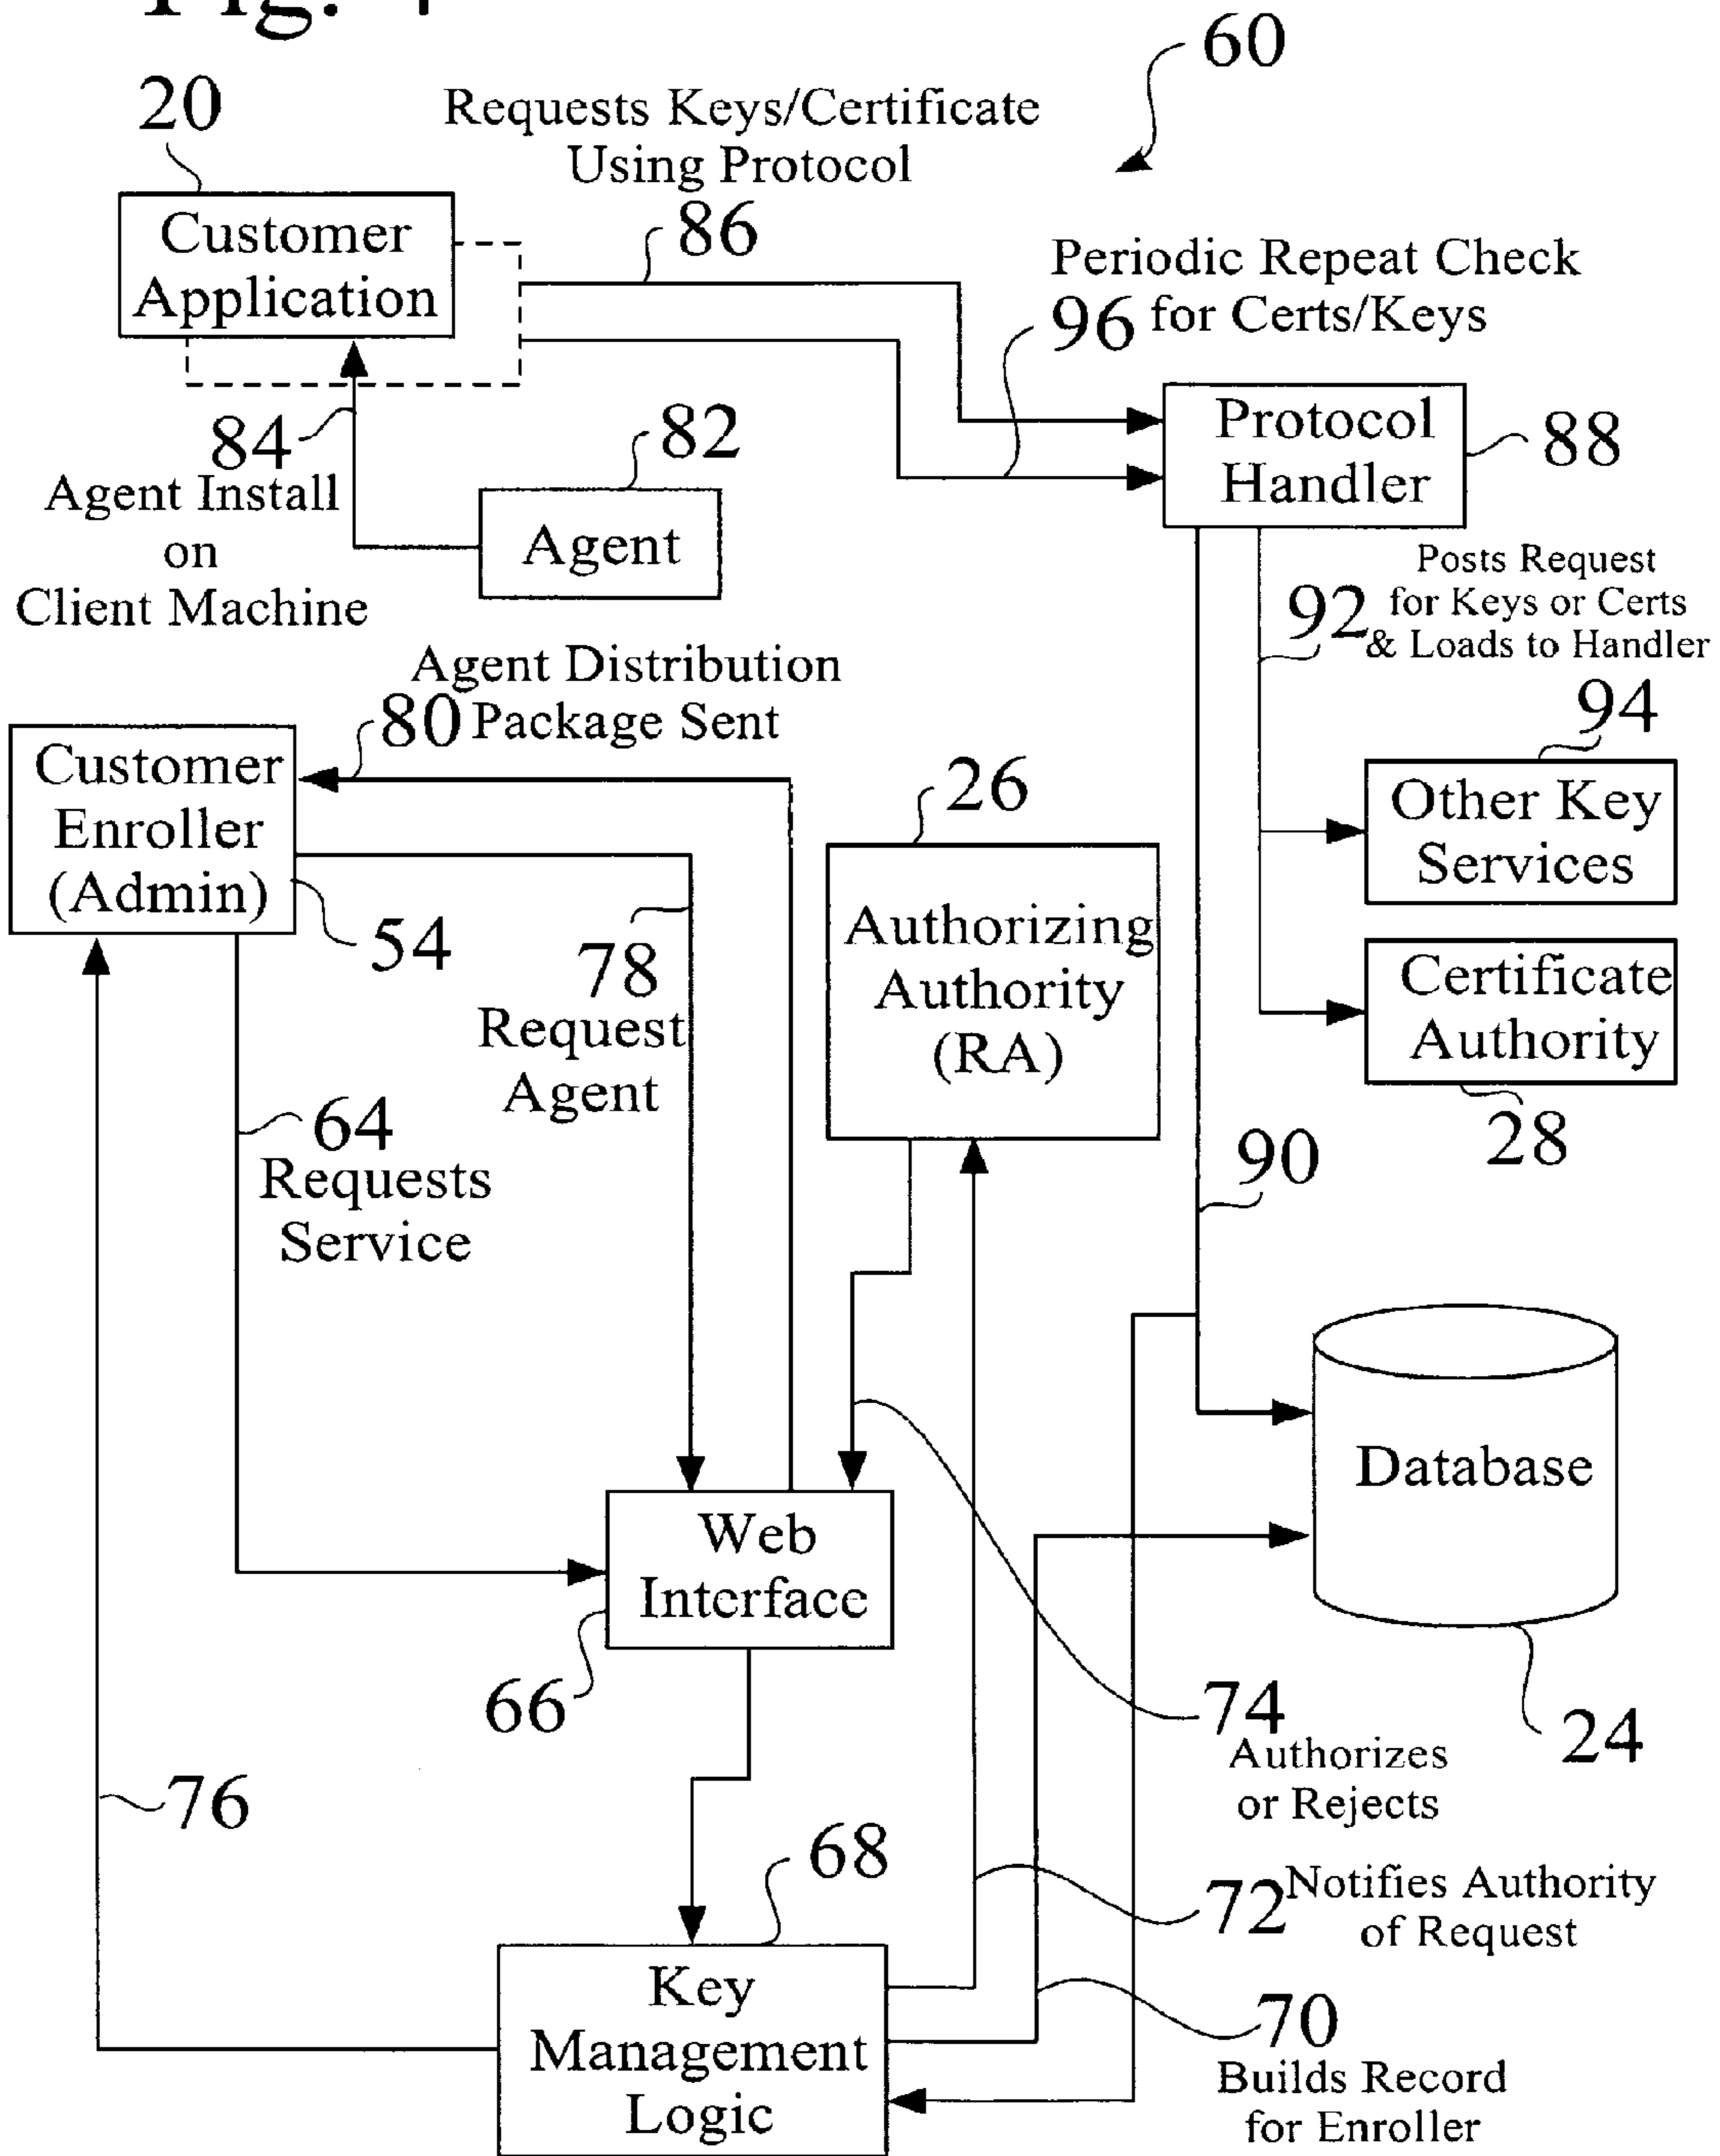 Fig. 4
60
20
Requests Keys/Certificate
Using Protocol
86
Customer
Application
Periodic Repeat Check
96 for Certs/Keys
84
Agent Install
on
Client Machine
82
Agent
Protocol
Handler
88
Posts Request
92 for Keys or Certs
& Loads to Handler
Agent Distribution
80 Package Sent
94
Other Key
Services
Customer
Enroller
(Admin)
54
26
Authorizing
Authority
(RA)
78
Request
Agent
Certificate
Authority
28
64
Requests
Service
90
Database
24
Web
Interface
66
74
Authorizes
or Rejects
76
68
72 Notifies Authority
of Request
Key
Management
Logic
70
Builds Record
for Enroller